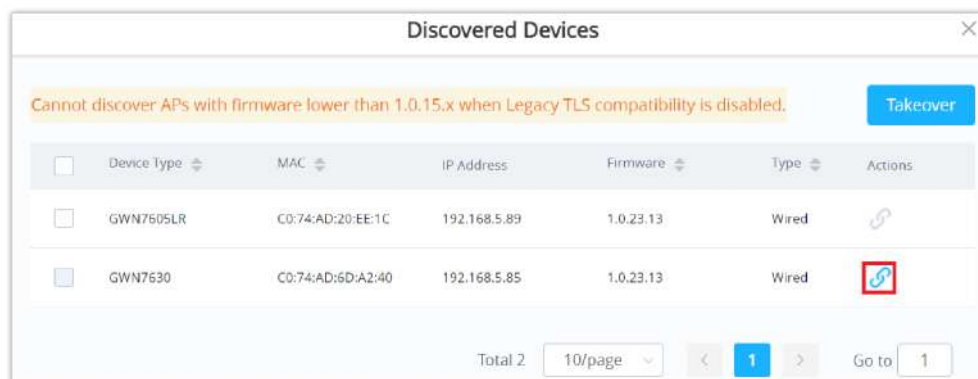 Discovered Devices
Cannot discover APs with firmware lower than 1.0.15.x when Legacy TLS compatibility is disabled.
Takeover
Device Type MAC IP Address Firmware Type Actions
GWN7605LR C0:74:AD:20:EE:1C 192.168.5.89 1.0.23.13 Wired
GWN7630 C0:74:AD:6D:A2:40 192.168.5.85 1.0.23.13 Wired
Total 2 10/page < 1 > Go to 1